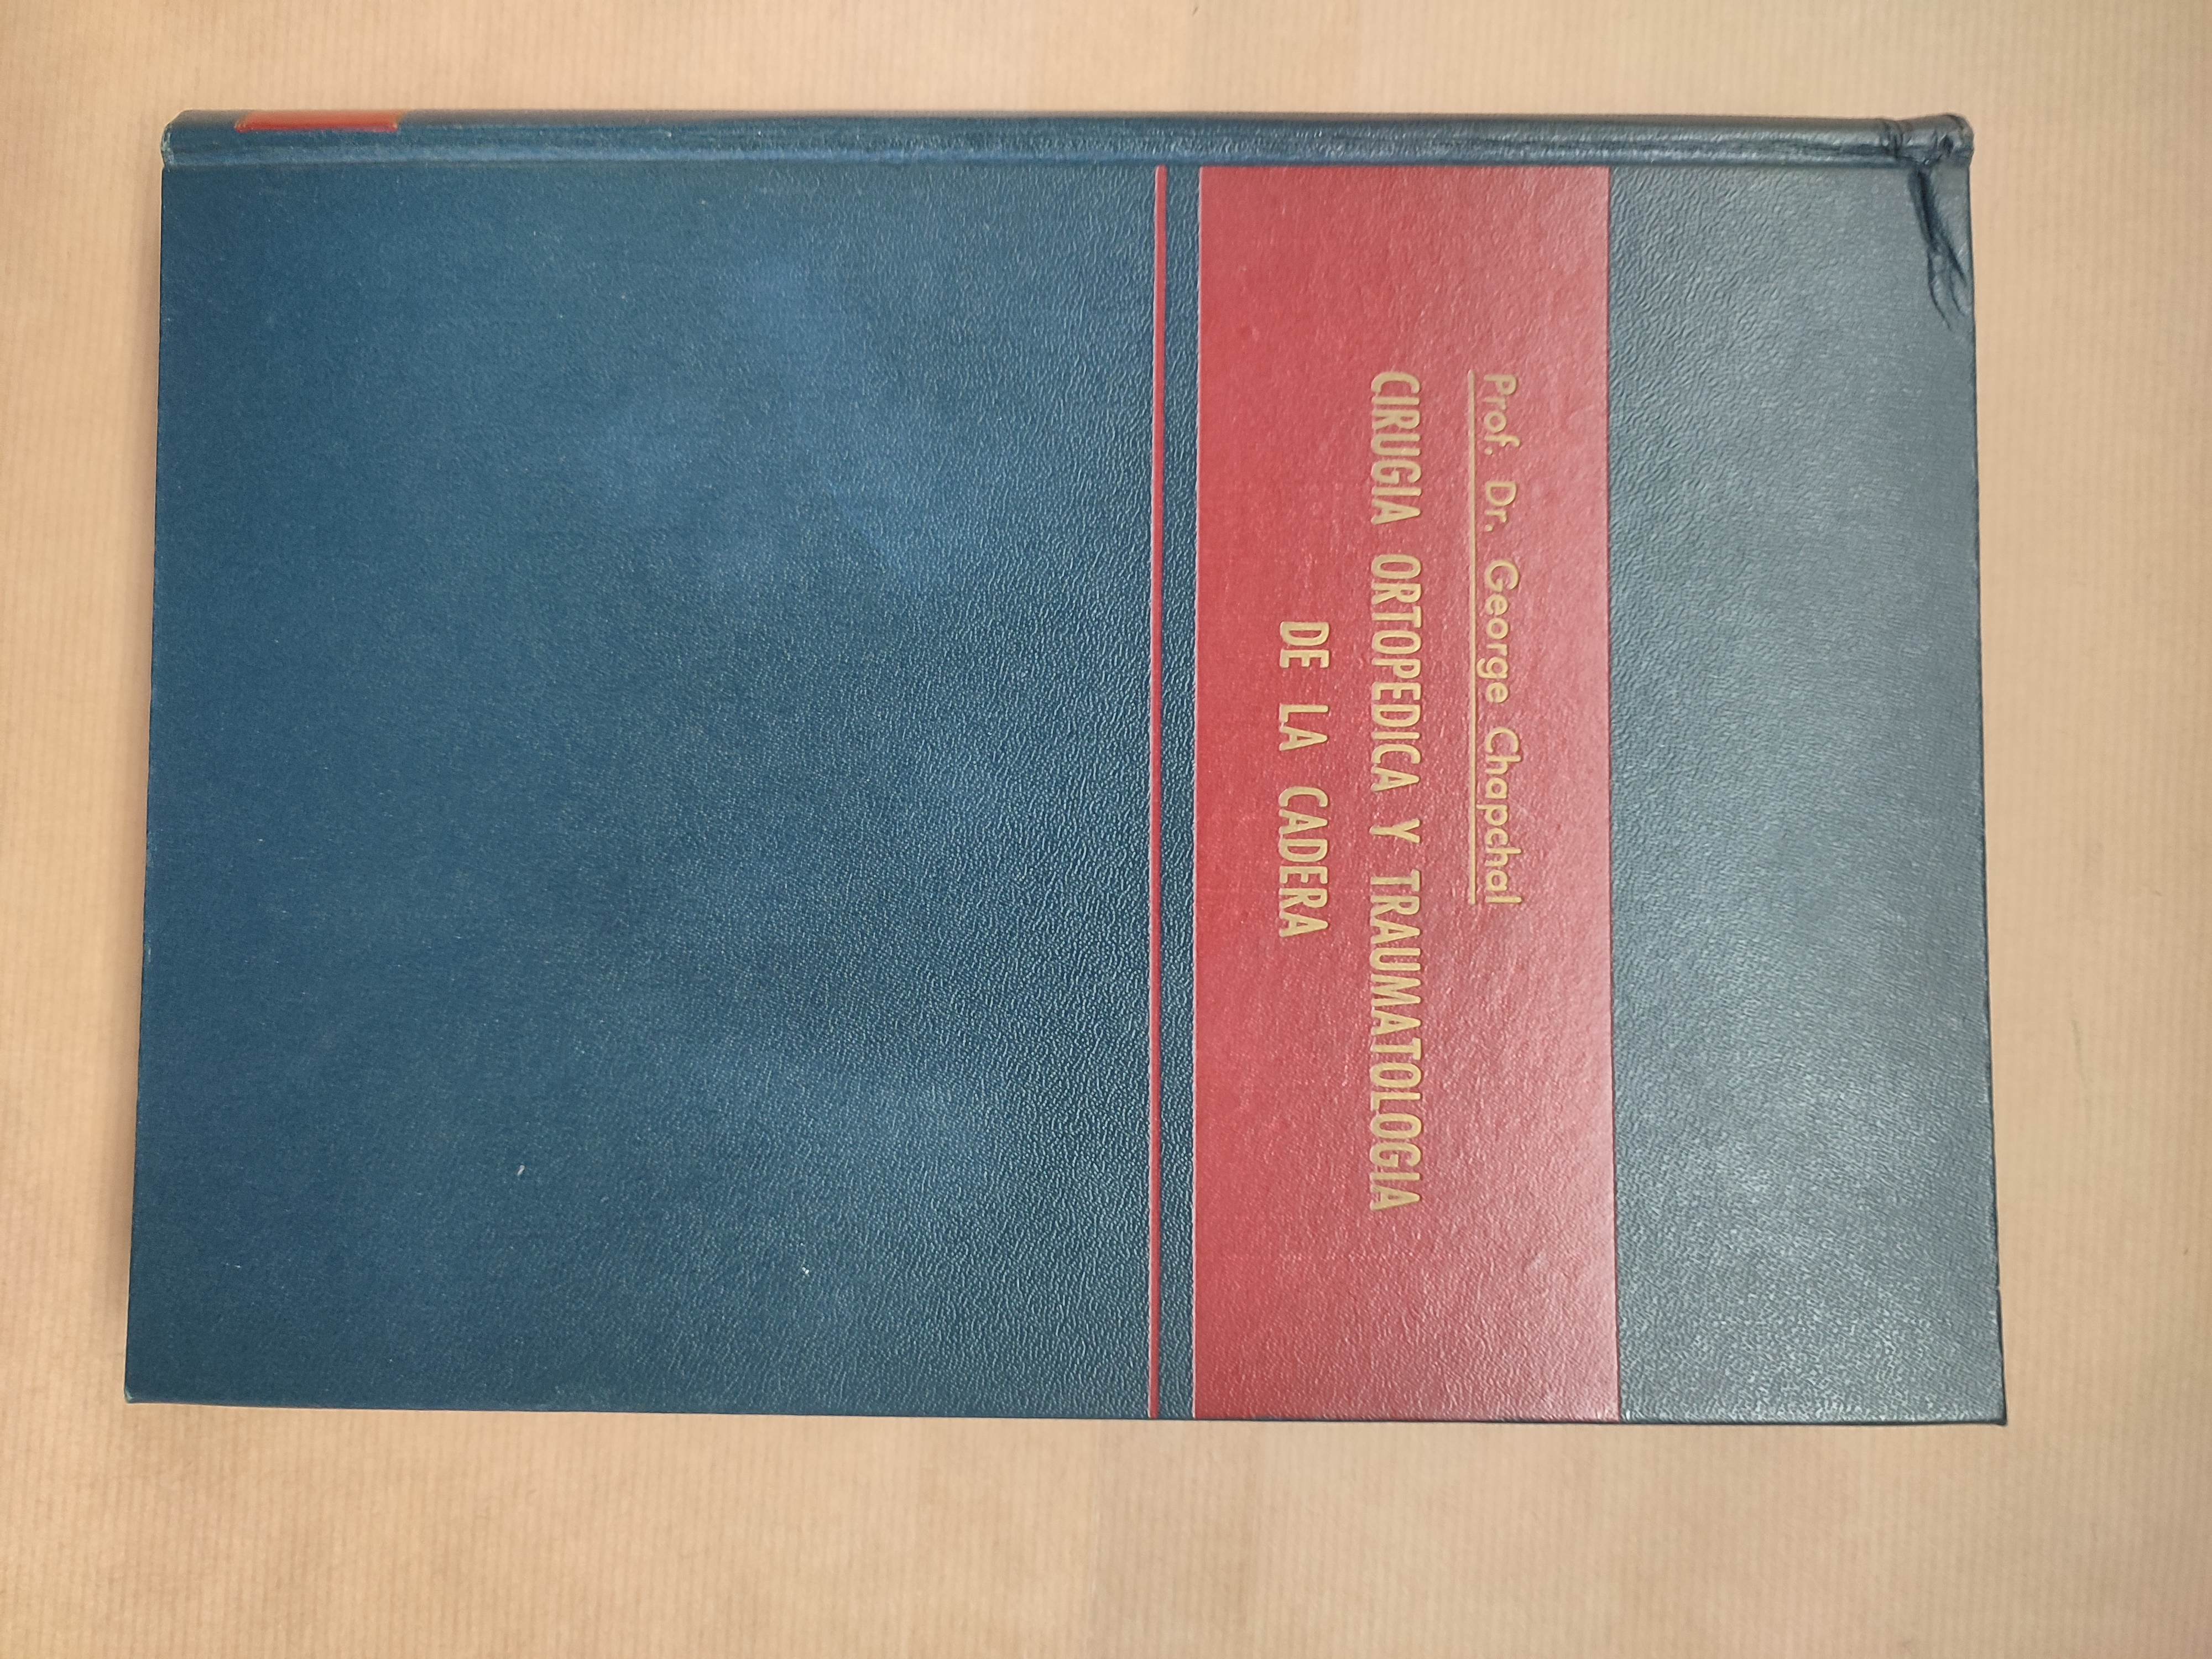 Prof. Dr. George Chapchal
CIRUGIA ORTOPEDICA Y TRAUMATOLOGIA
DE LA CADERA